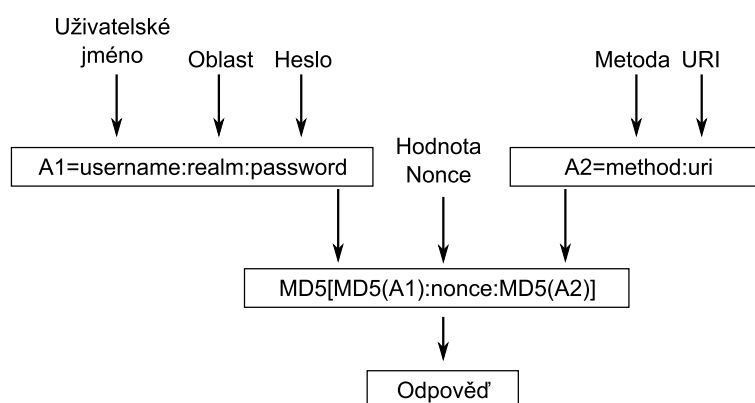 Uživatelské
jméno
Oblast
Heslo
Metoda
URI
A1=username:realm:password
Hodnota
Nonce
A2=method:uri
MD5[MD5(A1):nonce:MD5(A2)]
Odpověď